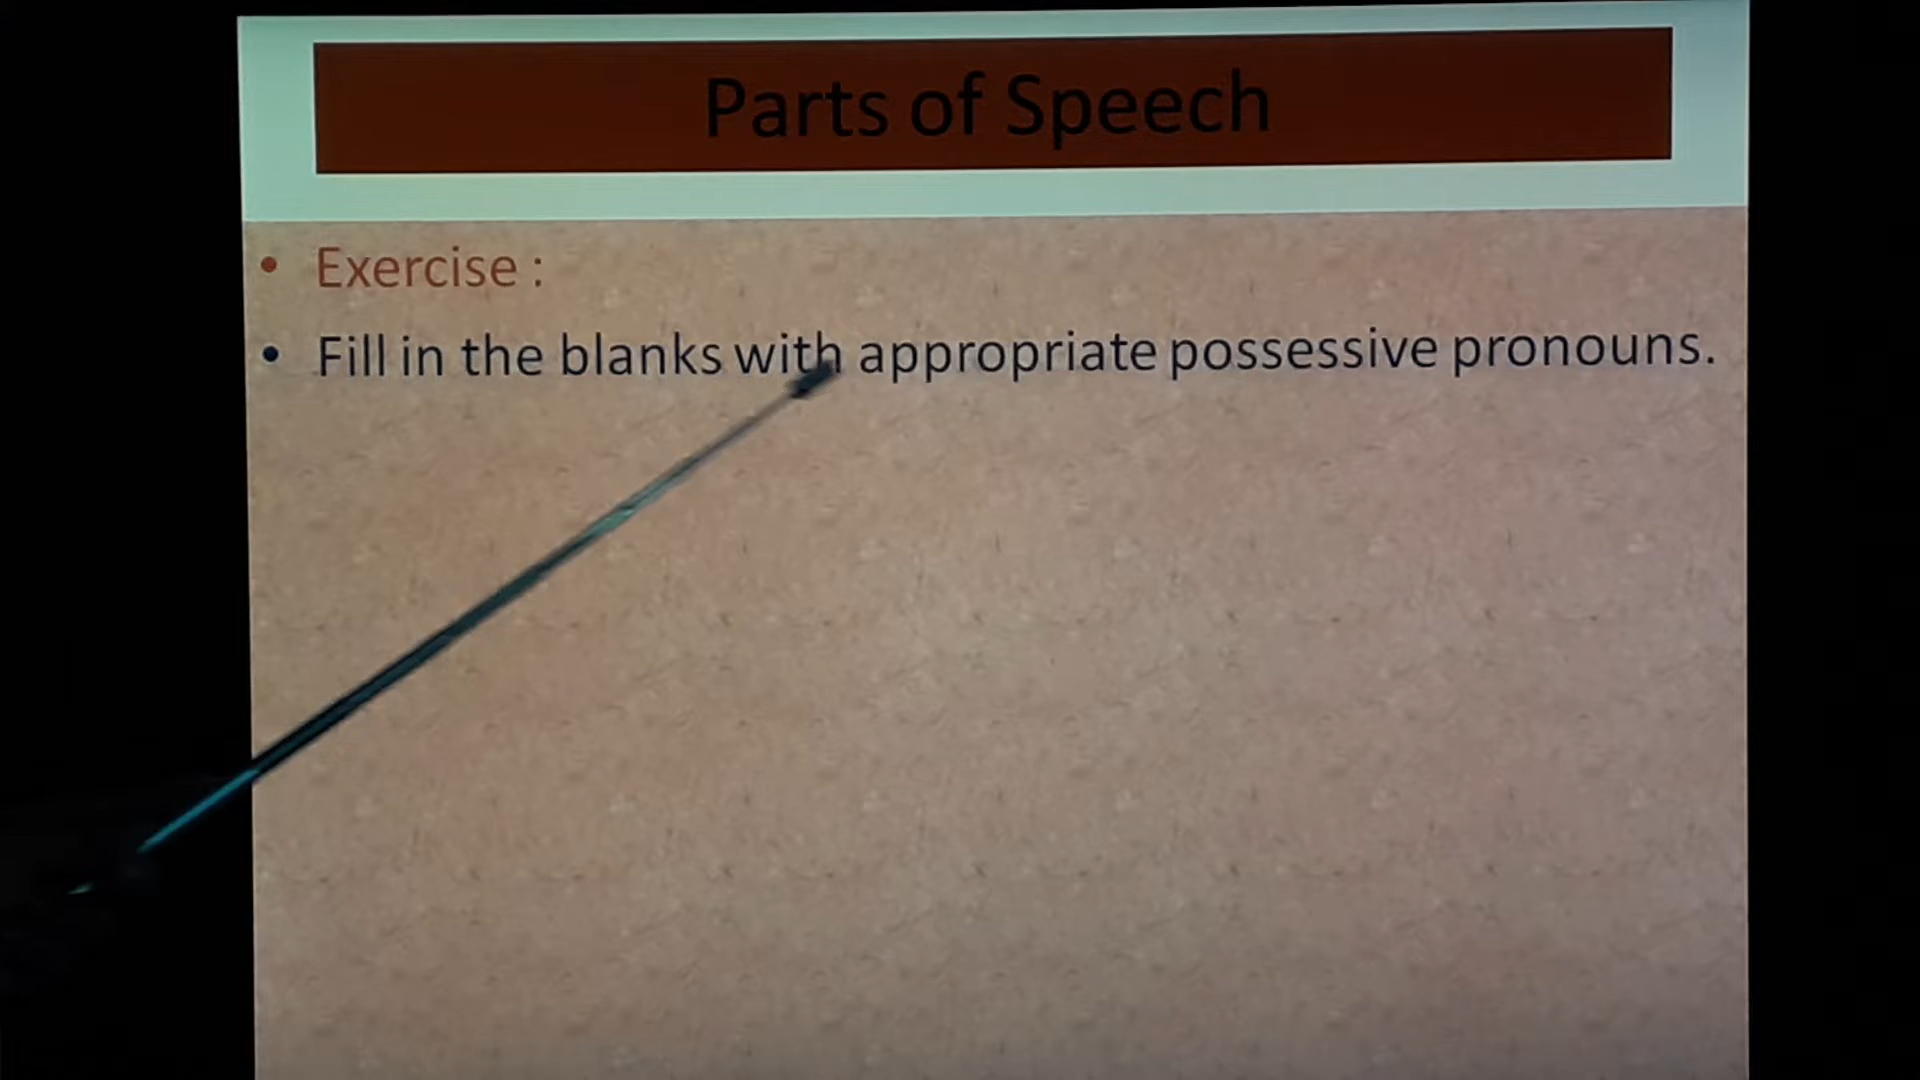 Parts of Speech
• Exercise :
• Fill in the blanks with appropriate possessive pronouns.